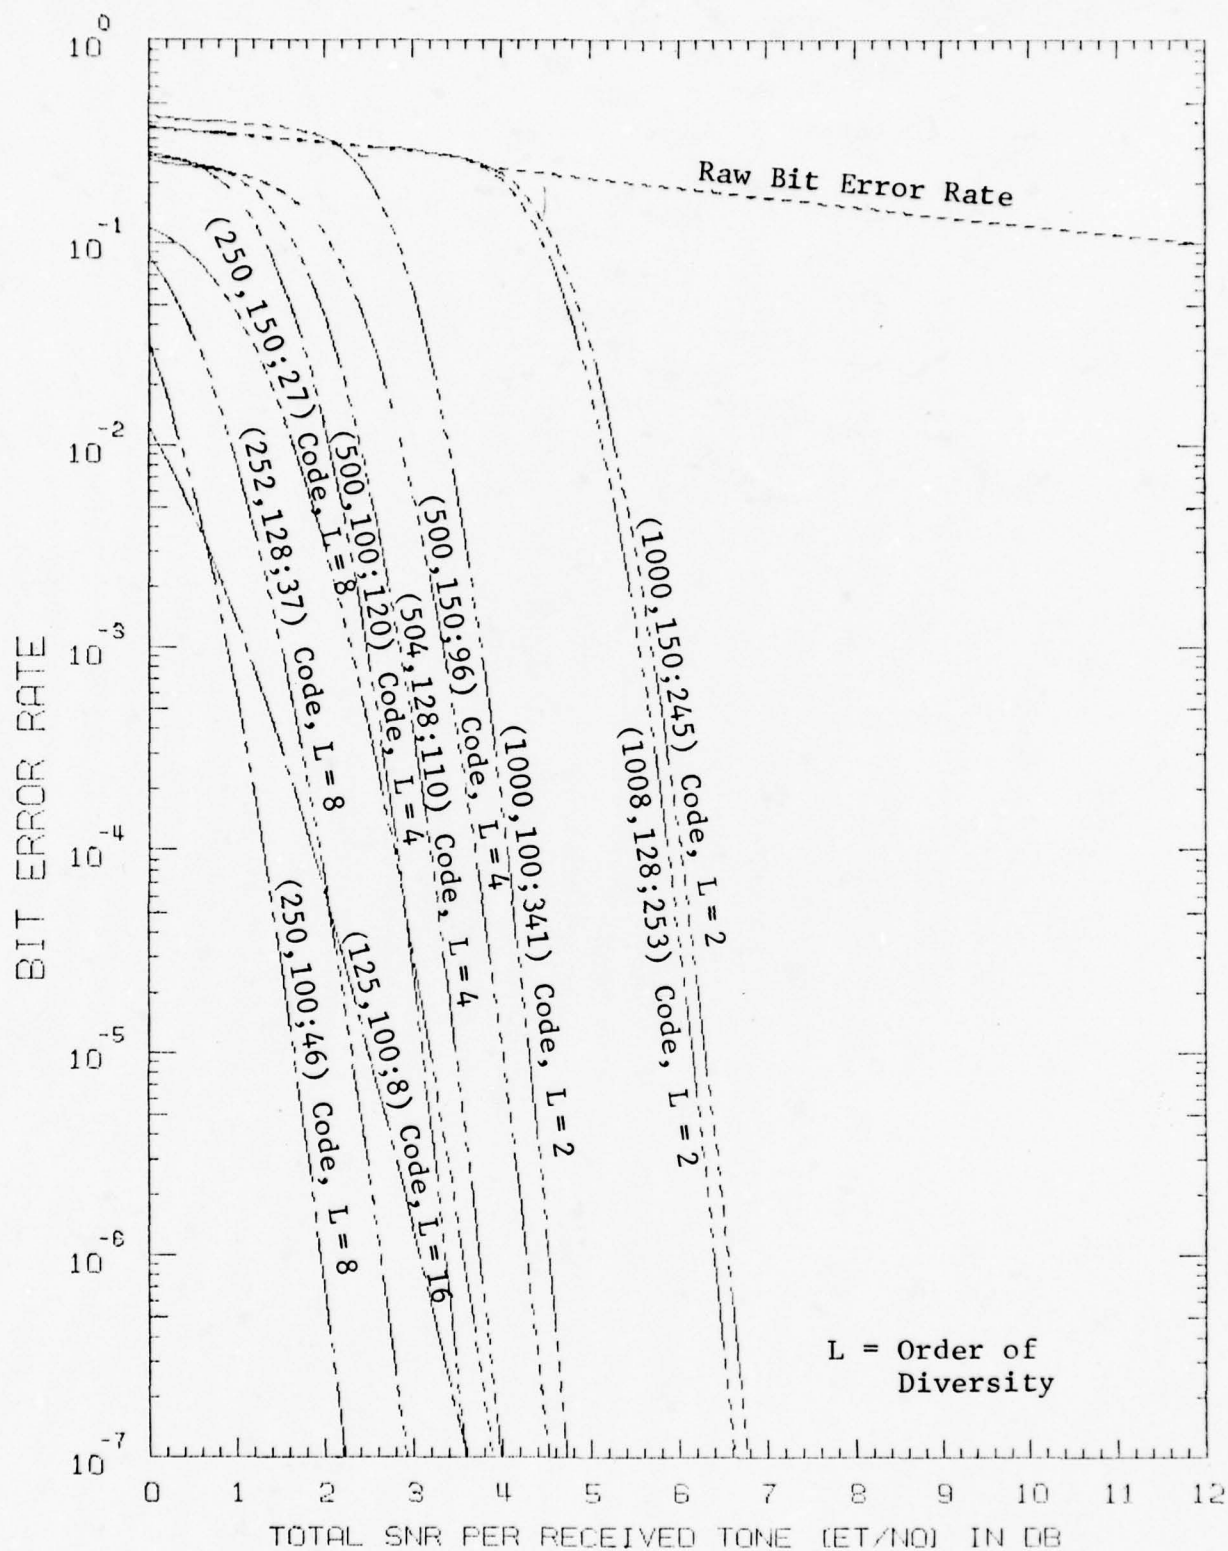 10^0
10^-1
10^-2
10^-3
10^-4
10^-5
10^-6
10^-7
BIT ERROR RATE
Raw Bit Error Rate
(250,150;27) Code, L=8
(252,128;37) Code, L=8
(500,100;120) Code, L=4
(504,128;110) Code, L=4
(500,150;96) Code, L=4
(1000,150;245) Code, L=2
(1008,128;253) Code, L=2
(1000,100;341) Code, L=2
(250,100;46) Code, L=8
(125,100;8) Code, L=16
L = Order of
Diversity
0 1 2 3 4 5 6 7 8 9 10 11 12
TOTAL SNR PER RECEIVED TONE (ET/NO) IN DB